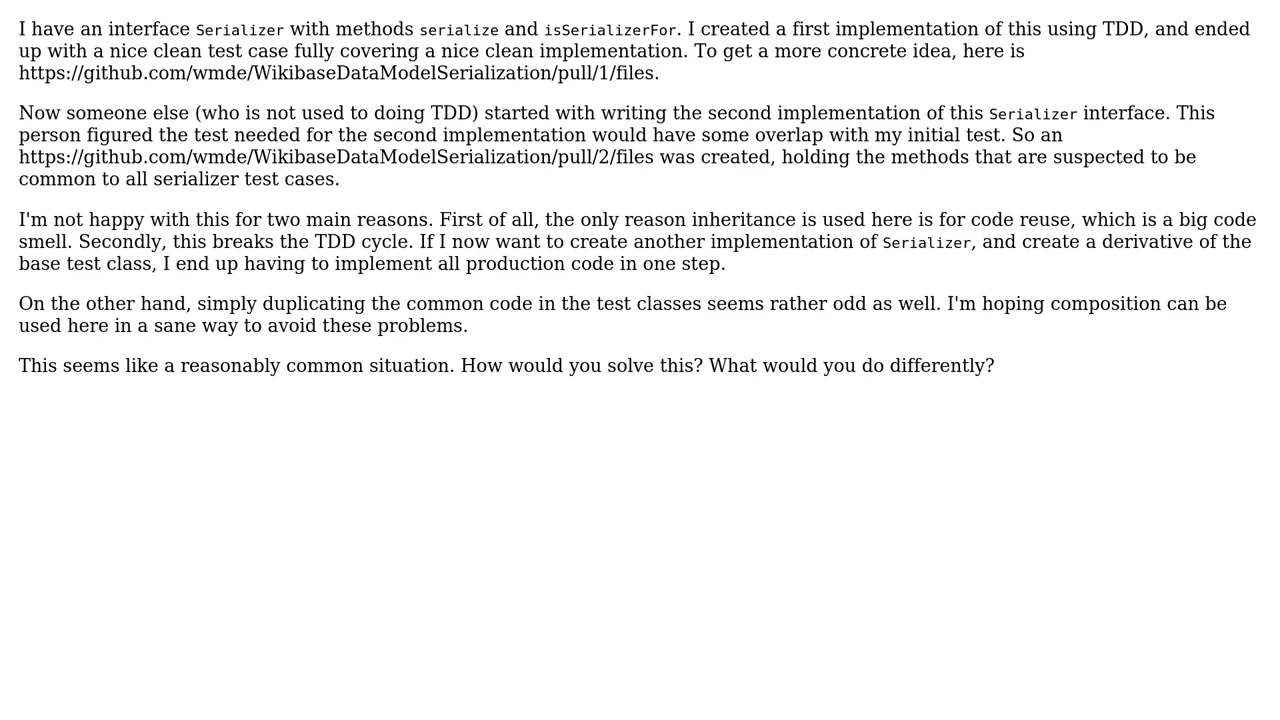 I have an interface Serializer with methods serialize and isSerializerFor. I created a first implementation of this using TDD, and ended
up with a nice clean test case fully covering a nice clean implementation. To get a more concrete idea, here is
https://github.com/wmde/WikibaseDataModelSerialization/pull/1/files.
Now someone else (who is not used to doing TDD) started with writing the second implementation of this Serializer interface. This
person figured the test needed for the second implementation would have some overlap with my initial test. So an
https://github.com/wmde/WikibaseDataModelSerialization/pull/2/files was created, holding the methods that are suspected to be
common to all serializer test cases.
I'm not happy with this for two main reasons. First of all, the only reason inheritance is used here is for code reuse, which is a big code
smell. Secondly, this breaks the TDD cycle. If I now want to create another implementation of Serializer, and create a derivative of the
base test class, I end up having to implement all production code in one step.
On the other hand, simply duplicating the common code in the test classes seems rather odd as well. I'm hoping composition can be
used here in a sane way to avoid these problems.
This seems like a reasonably common situation. How would you solve this? What would you do differently?